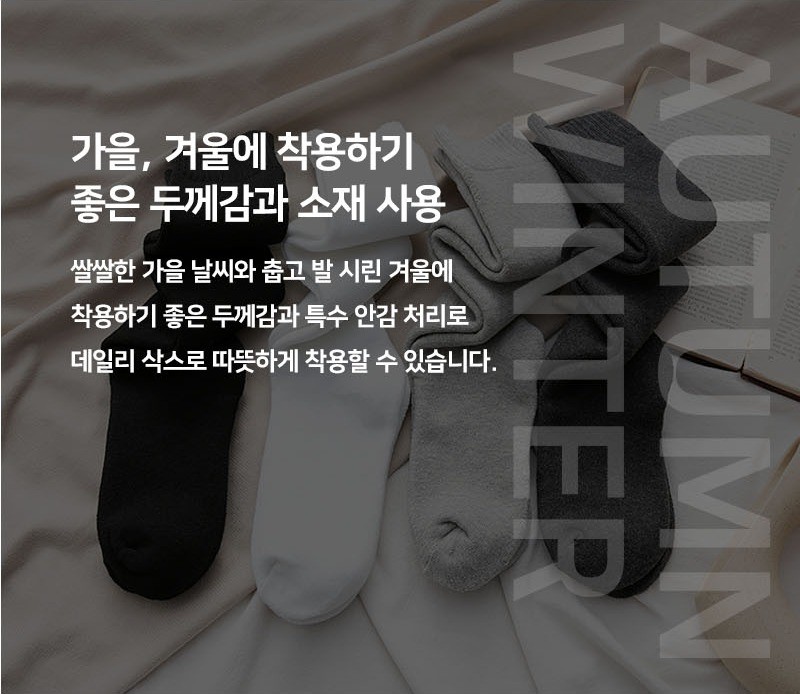 가을, 겨울에 착용하기
좋은 두께감과 소재 사용
쌀쌀한 가을 날씨와 춥고 발 시린 겨울에
착용하기 좋은 두께감과 특수 안감 처리로
데일리 삭스로 따뜻하게 착용할 수 있습니다.
AUTUMN
WINTER